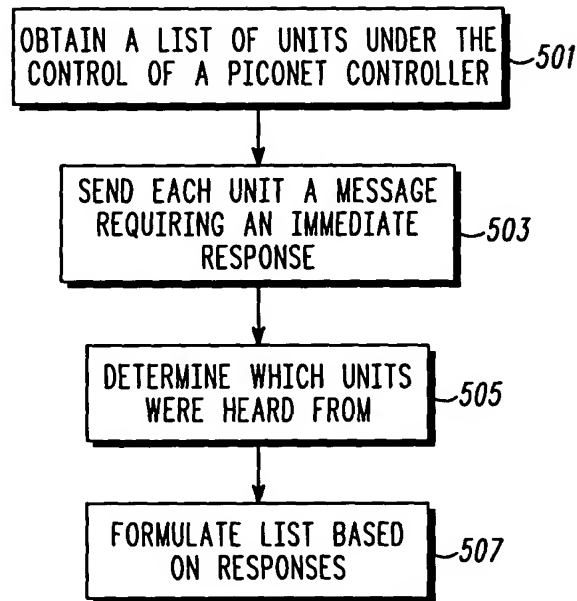 OBTAIN A LIST OF UNITS UNDER THE
CONTROL OF A PICONET CONTROLLER
501
SEND EACH UNIT A MESSAGE
REQUIRING AN IMMEDIATE
RESPONSE
503
DETERMINE WHICH UNITS
WERE HEARD FROM
505
FORMULATE LIST BASED
ON RESPONSES
507